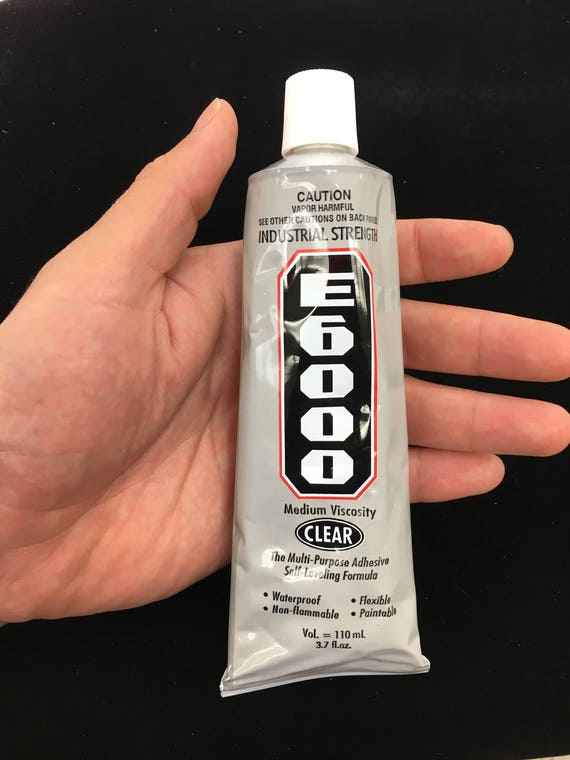 CAUTION
VAPOR HARMFUL
SEE OTHER CAUTIONS ON BACK PANEL
INDUSTRIAL STRENGTH
E6000
Medium Viscosity
CLEAR
The Multi-Purpose Adhesive
Self-Leveling Formula
• Waterproof • Flexible
• Non-flammable • Paintable
Vol. = 110 mL
3.7 fl.oz.